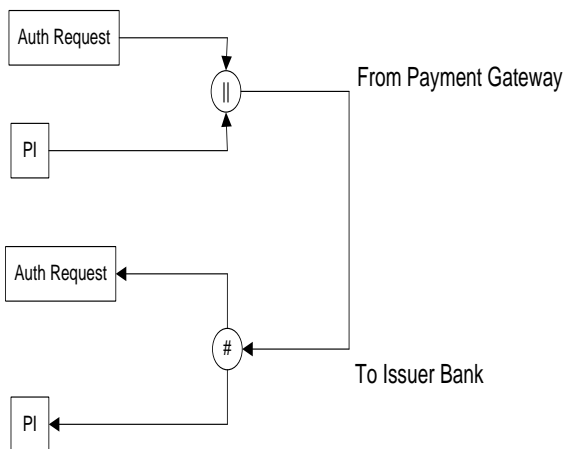 Auth Request
||
From Payment Gateway
PI
Auth Request
#
To Issuer Bank
PI